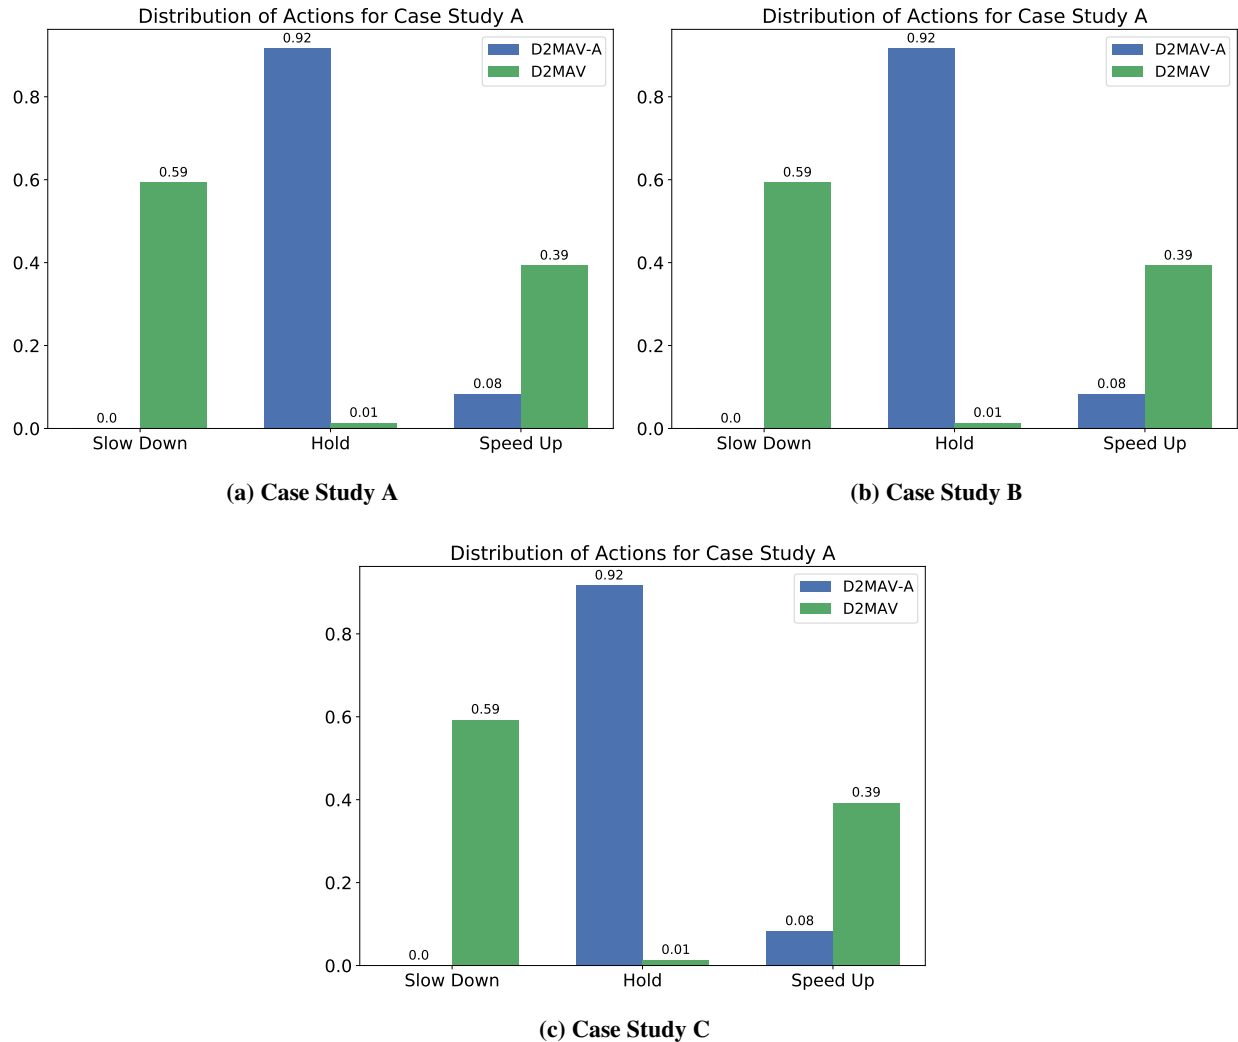 Distribution of Actions for Case Study A
0.92
D2MAV-A
D2MAV
0.8
0.59
0.6
0.39
0.4
0.2
0.08
0.0
0.01
0.0
Slow Down
Hold
Speed Up
(a) Case Study A
Distribution of Actions for Case Study A
0.92
D2MAV-A
D2MAV
0.8
0.59
0.6
0.39
0.4
0.2
0.08
0.0
0.01
0.0
Slow Down
Hold
Speed Up
(b) Case Study B
Distribution of Actions for Case Study A
0.92
D2MAV-A
D2MAV
0.8
0.59
0.6
0.39
0.4
0.2
0.08
0.0
0.01
0.0
Slow Down
Hold
Speed Up
(c) Case Study C